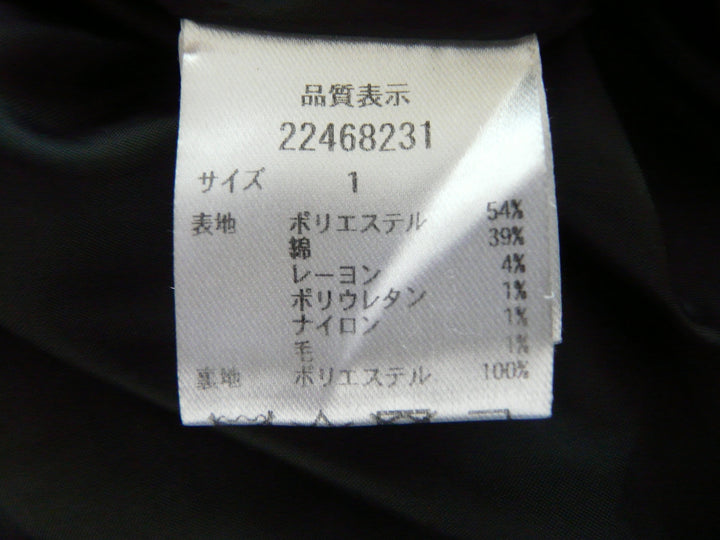 品質表示
22468231
サイズ 1
表地 ポリエステル 54%
綿 39%
レーヨン 4%
ポリウレタン 1%
ナイロン 1%
毛 1%
裏地 ポリエステル 100%